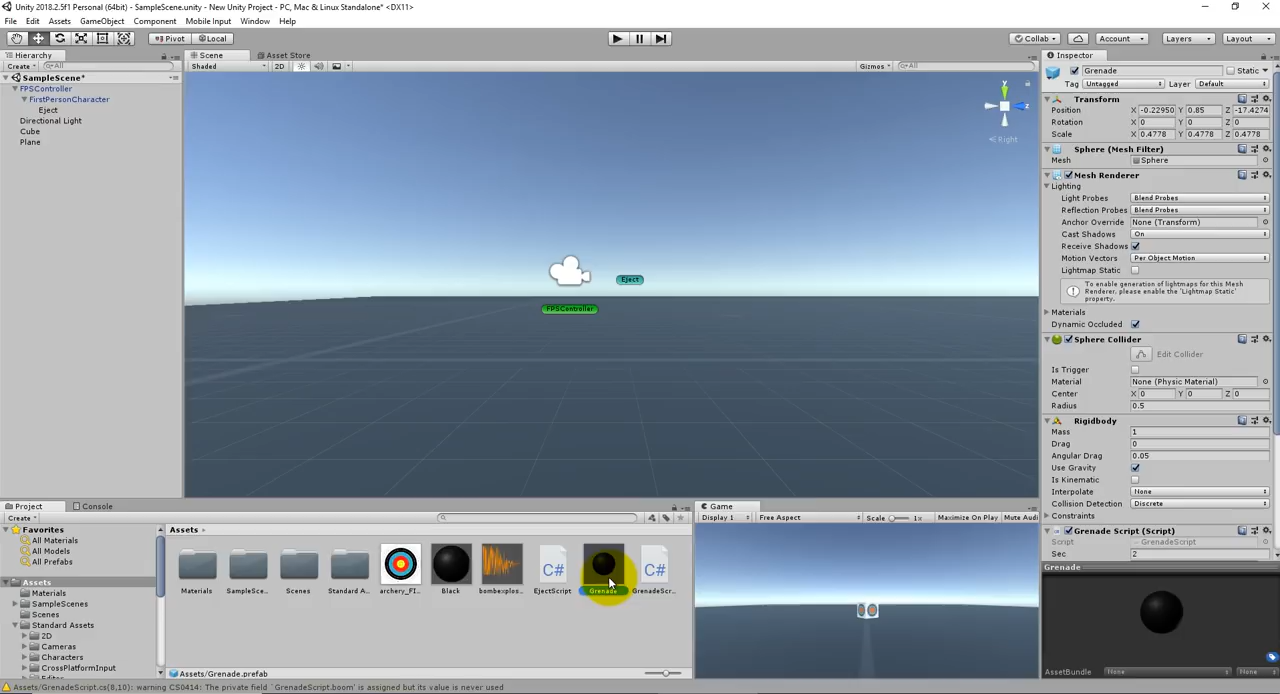 Unity 2018.2.5f1 Personal (64bit) - SampleScene.unity - New Unity Project - PC, Mac & Linux Standalone* <DX11>
File Edit Assets GameObject Component Mobile Input Window Help
Pivot Local Collab Account Layers Layout
Hierarchy
Create All
SampleScene*
FPSController
FirstPersonCharacter
Eject
Directional Light
Cube
Plane
Scene Asset Store
Shaded 2D Gizmos All
y
z
Right
Eject
FPSController
Inspector
Grenade Static
Tag Untagged Layer Default
Transform
Position X -0.22950 Y 0.85 Z -17.4274
Rotation X 0 Y 0 Z 0
Scale X 0.4778 Y 0.4778 Z 0.4778
Sphere (Mesh Filter)
Mesh Sphere
Mesh Renderer
Lighting
Light Probes Blend Probes
Reflection Probes Blend Probes
Anchor Override None (Transform)
Cast Shadows On
Receive Shadows
Motion Vectors Per Object Motion
Lightmap Static
To enable generation of lightmaps for this Mesh
Renderer, please enable the 'Lightmap Static'
property.
Materials
Dynamic Occluded
Sphere Collider
Edit Collider
Is Trigger
Material None (Physic Material)
Center X 0 Y 0 Z 0
Radius 0.5
Rigidbody
Mass 1
Drag 0
Angular Drag 0.05
Use Gravity
Is Kinematic
Interpolate None
Collision Detection Discrete
Constraints
Grenade Script (Script)
Script GrenadeScript
Sec 2
Grenade
AssetBundle None None
Project Console
Create
Favorites
All Materials
All Models
All Prefabs
Assets
Materials
SampleScenes
Scenes
Standard Assets
2D
Cameras
Characters
CrossPlatformInput
Assets
Materials SampleSce... Scenes Standard A... archery_FI... Black bombexplos... EjectScript Grenade GrenadeScr...
Assets/Grenade.prefab
Game
Display 1 Free Aspect Scale 1x Maximize On Play Mute Audi
Assets/GrenadeScript.cs(8,10): warning CS0414: The private field `GrenadeScript.boom' is assigned but its value is never used